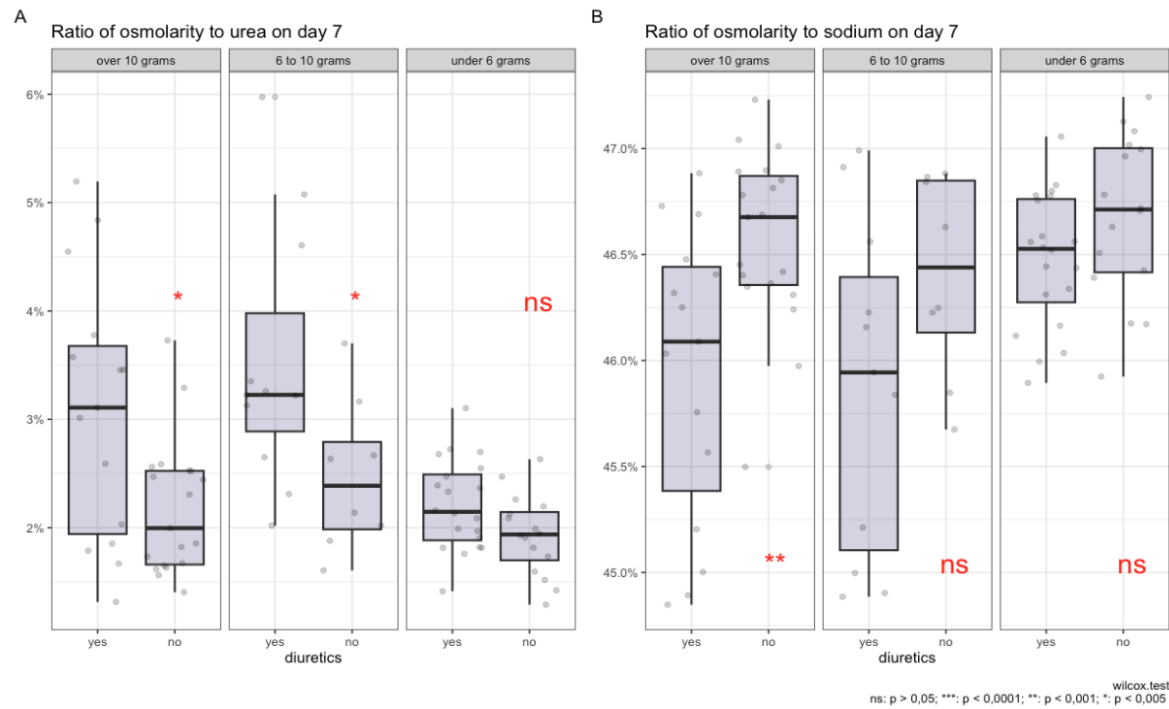 A
Ratio of osmolarity to urea on day 7
over 10 grams
6 to 10 grams
under 6 grams
6%
5%
4%
3%
2%
*
*
ns
yes
no
yes
no
yes
no
diuretics
B
Ratio of osmolarity to sodium on day 7
over 10 grams
6 to 10 grams
under 6 grams
47.0%
46.5%
46.0%
45.5%
45.0%
**
ns
ns
yes
no
yes
no
yes
no
diuretics
wilcox.test
ns: p > 0,05; ***: p < 0,0001; **: p < 0,001; *: p < 0,005